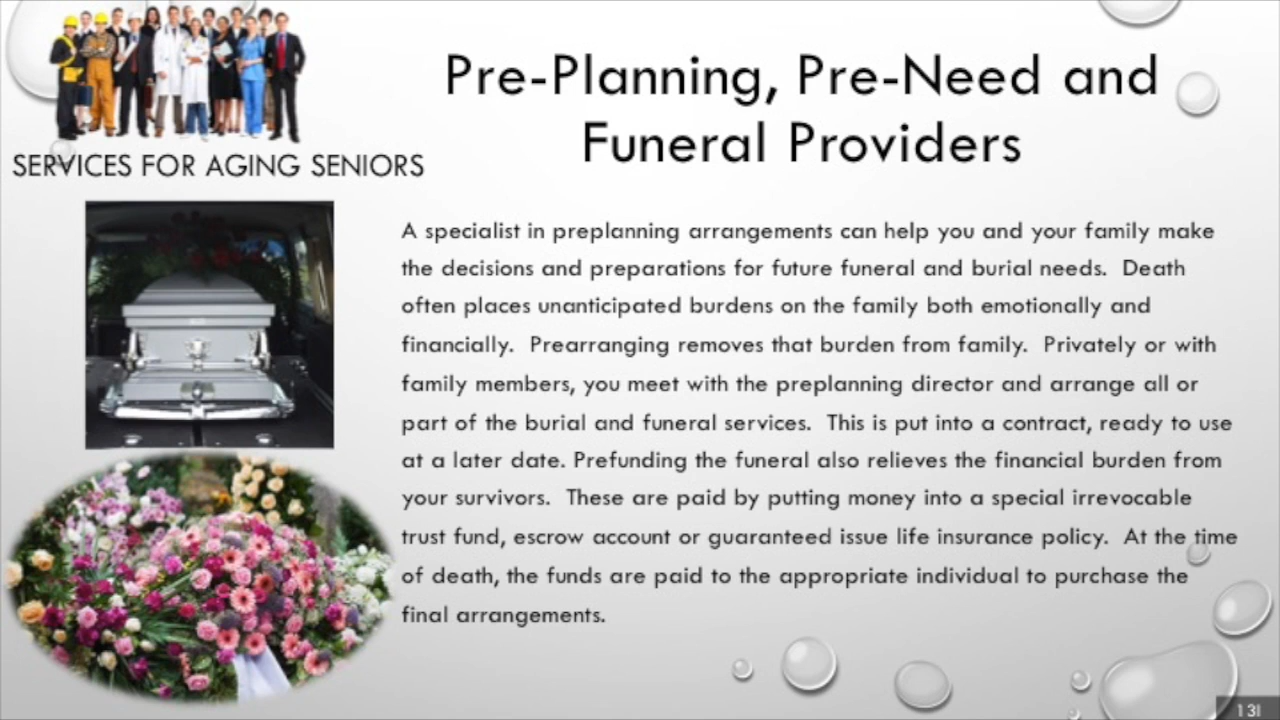 Pre-Planning, Pre-Need and
Funeral Providers
SERVICES FOR AGING SENIORS
A specialist in preplanning arrangements can help you and your family make
the decisions and preparations for future funeral and burial needs.  Death
often places unanticipated burdens on the family both emotionally and
financially.  Prearranging removes that burden from family.  Privately or with
family members, you meet with the preplanning director and arrange all or
part of the burial and funeral services.  This is put into a contract, ready to use
at a later date. Prefunding the funeral also relieves the financial burden from
your survivors.  These are paid by putting money into a special irrevocable
trust fund, escrow account or guaranteed issue life insurance policy.  At the time
of death, the funds are paid to the appropriate individual to purchase the
final arrangements.
131